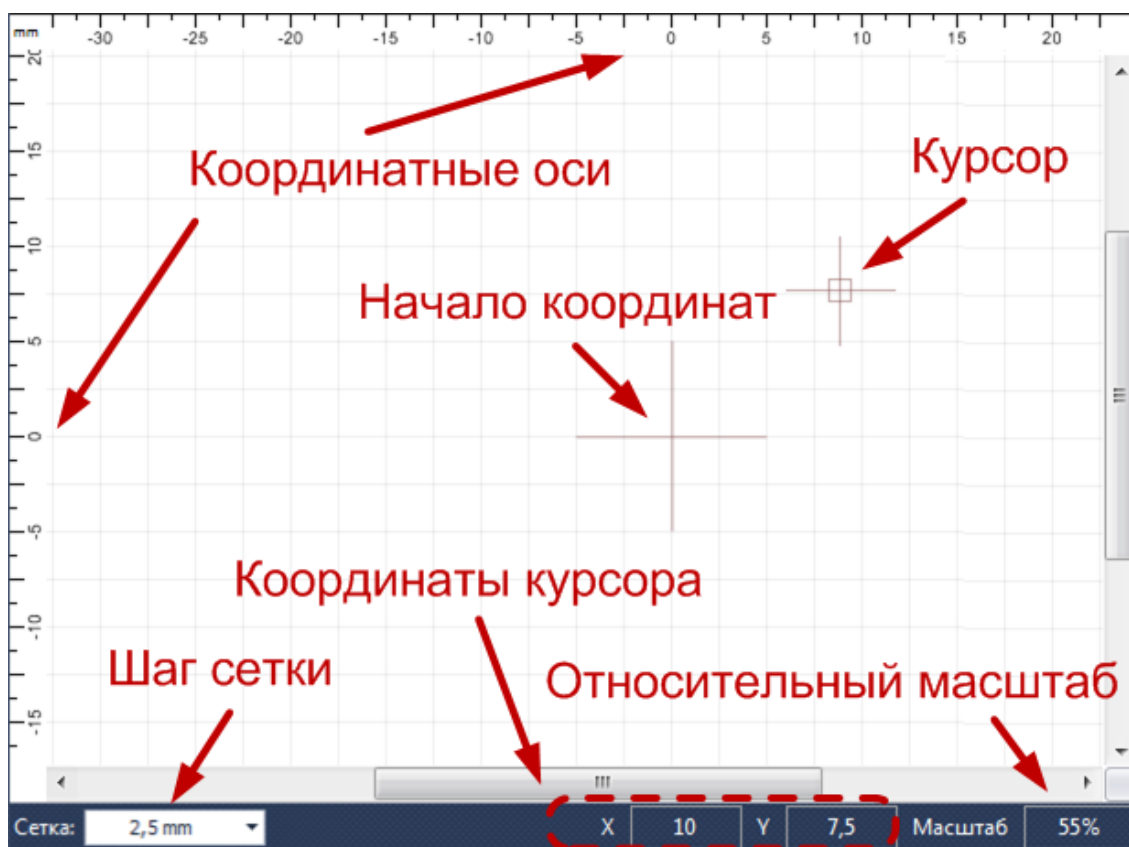 mm -30 -25 -20 -15 -10 -5 0 5 10 15 20
20
Координатные оси
Курсор
15
10
Начало координат
5
0
-5
Координаты курсора
-10
Шаг сетки
Относительный масштаб
-15
Сетка: 2,5 mm X 10 Y 7,5 Масштаб 55%